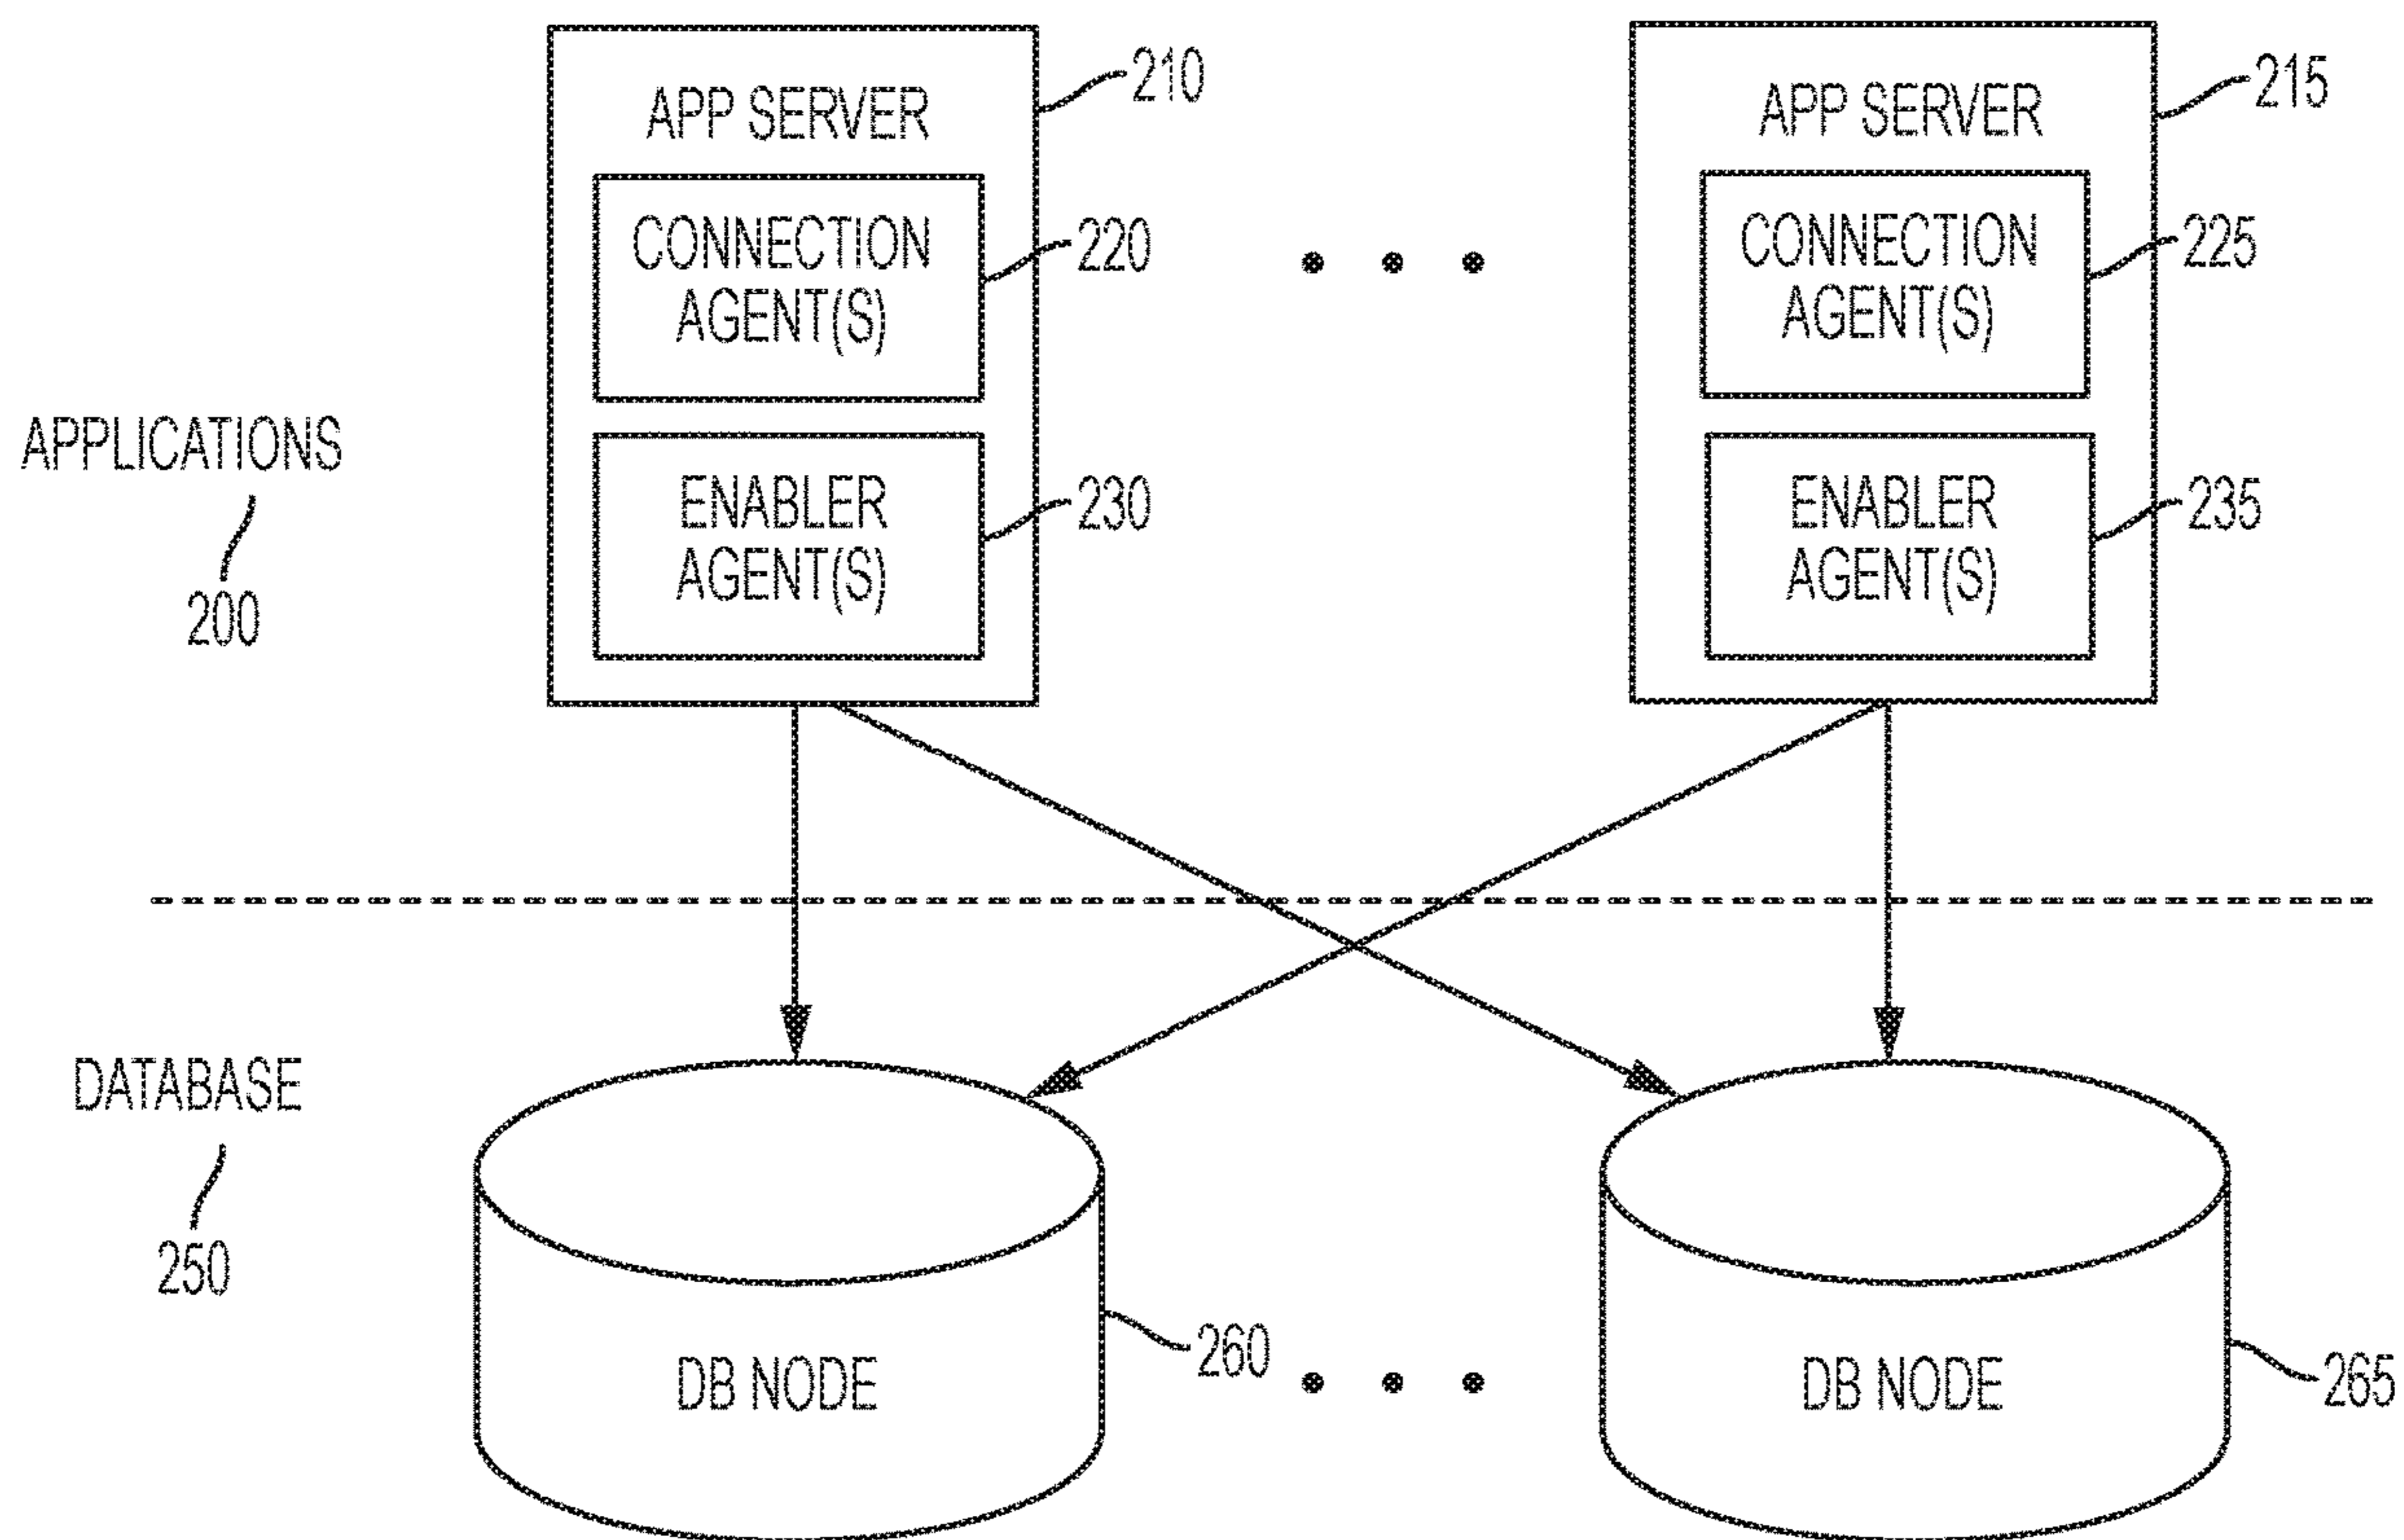 APP SERVER
210
CONNECTION
AGENT(S)
220
ENABLER
AGENT(S)
230
APP SERVER
215
CONNECTION
AGENT(S)
225
ENABLER
AGENT(S)
235
APPLICATIONS
200
DATABASE
250
DB NODE
260
DB NODE
265